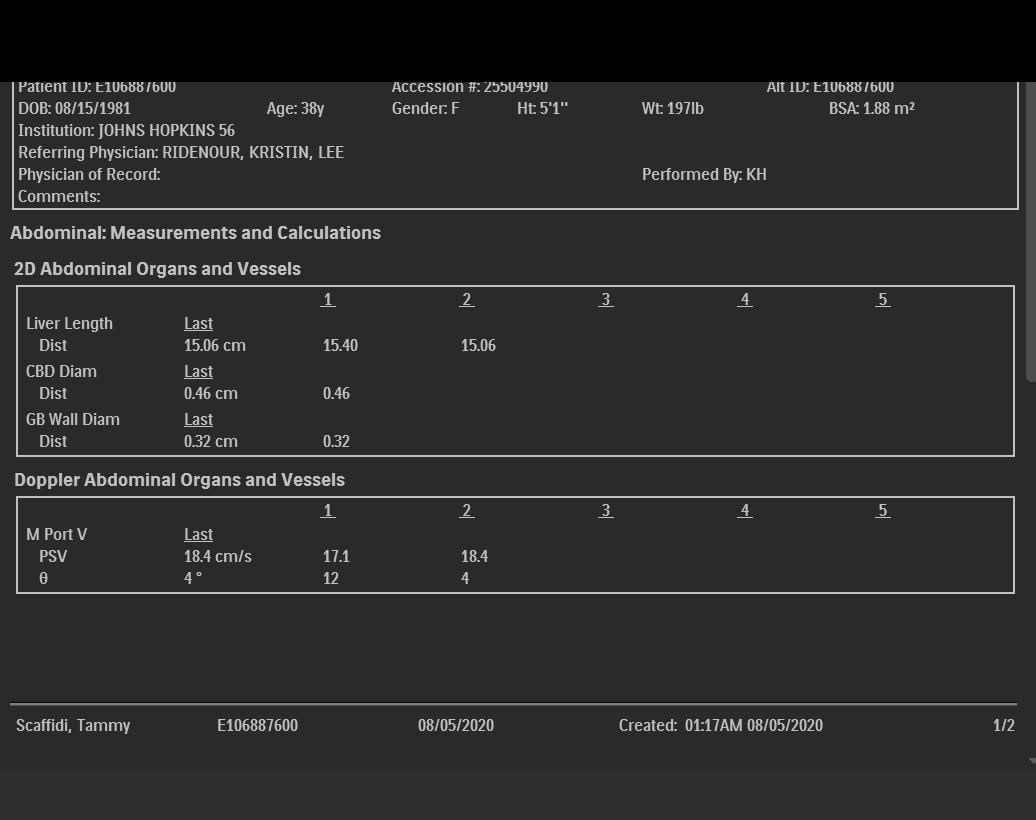 Patient ID: E106887600 Accession #: 25504990 Alt ID: E106887600
DOB: 08/15/1981 Age: 38y Gender: F Ht: 5'1'' Wt: 197lb BSA: 1.88 m²
Institution: JOHNS HOPKINS 56
Referring Physician: RIDENOUR, KRISTIN, LEE
Physician of Record: Performed By: KH
Comments:
Abdominal: Measurements and Calculations
2D Abdominal Organs and Vessels
1 2 3 4 5
Liver Length Last
Dist 15.06 cm 15.40 15.06
CBD Diam Last
Dist 0.46 cm 0.46
GB Wall Diam Last
Dist 0.32 cm 0.32
Doppler Abdominal Organs and Vessels
1 2 3 4 5
M Port V Last
PSV 18.4 cm/s 17.1 18.4
θ 4 ° 12 4
Scaffidi, Tammy E106887600 08/05/2020 Created: 01:17AM 08/05/2020 1/2